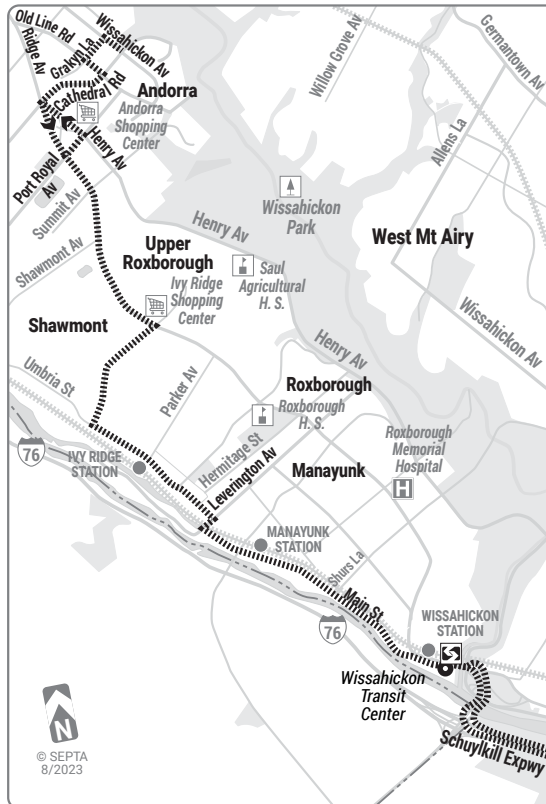 Old Line Rd
Ridge Av
Grakyn La
Wissahickon Av
Cathedral Rd
Andorra
Andorra
Shopping
Center
Henry Av
Port Royal
Av
Summit Av
Shawmont Av
Willow Grove Av
Germantown Av
Allens La
Wissahickon
Park
Henry Av
West Mt Airy
Upper
Roxborough
Saul
Agricultural
H. S.
Ivy Ridge
Shopping
Center
Wissahickon Av
Shawmont
Umbria St
Parker Av
Henry Av
Roxborough
Roxborough
H. S.
Roxborough
Memorial
Hospital
H
Hermitage St
Leverington Av
Manayunk
76
IVY RIDGE
STATION
MANAYUNK
STATION
Shurs La
Main St
76
WISSAHICKON
STATION
Wissahickon
Transit
Center
Schuylkill Expwy
N
© SEPTA
8/2023